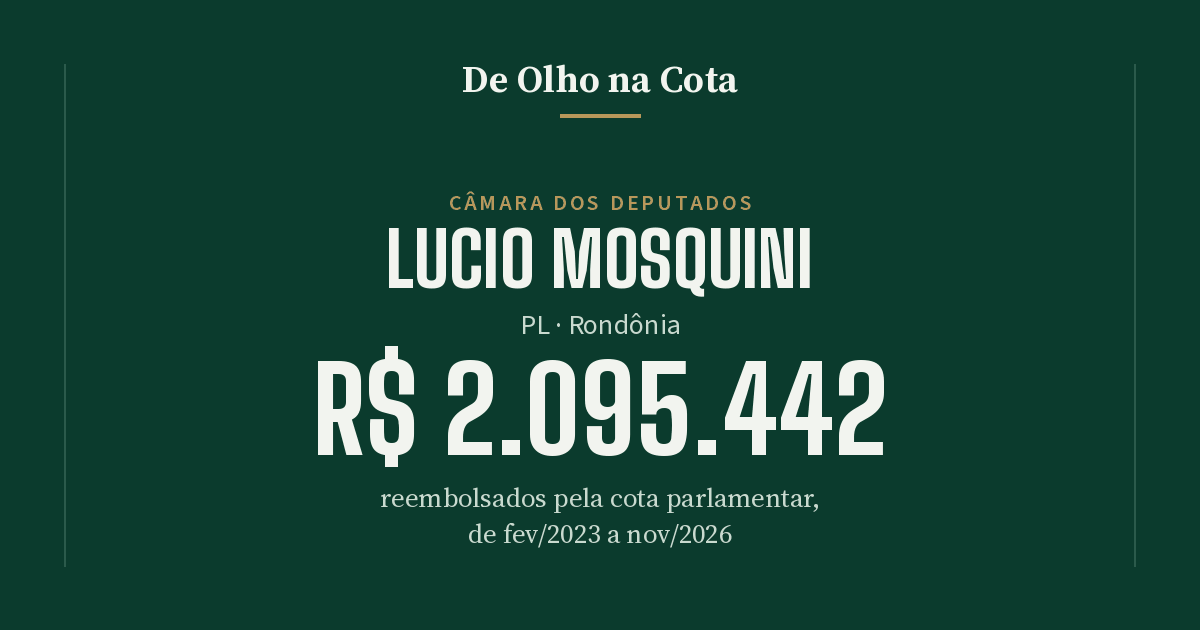 De Olho na Cota
CÂMARA DOS DEPUTADOS
LUCIO MOSQUINI
PL · Rondônia
R$ 2.095.442
reembolsados pela cota parlamentar,
de fev/2023 a nov/2026